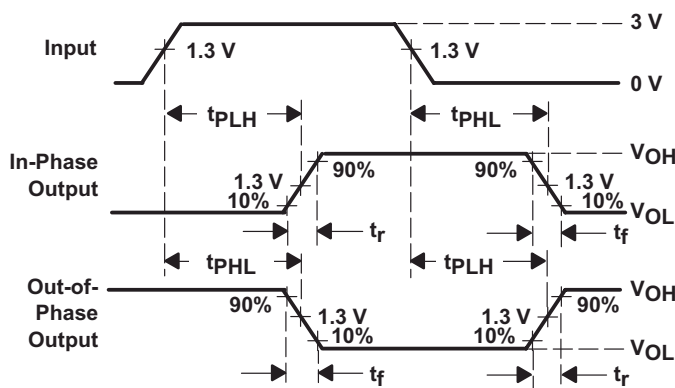 3 V
Input
1.3 V
1.3 V
0 V
tPLH
tPHL
In-Phase
Output
VOH
90%
90%
1.3 V
1.3 V
10%
10%
VOL
tr
tf
tPHL
tPLH
Out-of-
Phase
Output
VOH
90%
90%
1.3 V
1.3 V
10%
10%
VOL
tf
tr